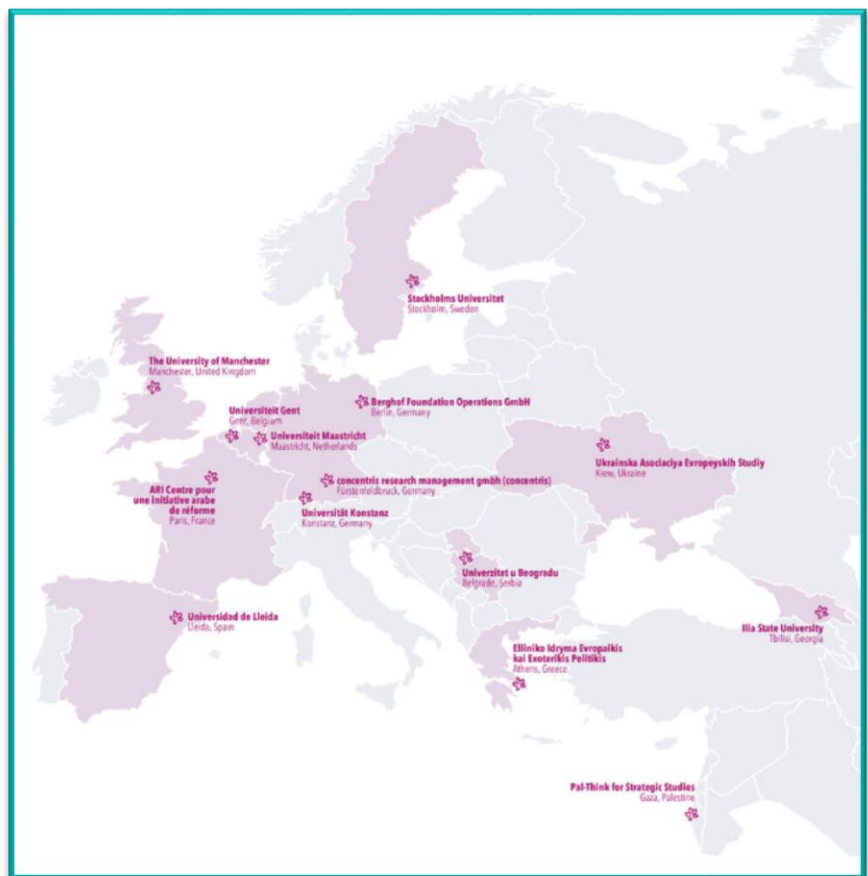 Stockholms Universitet
Stockholm, Sweden
The University of Manchester
Manchester, United Kingdom
Berghof Foundation Operations GmbH
Berlin, Germany
Universiteit Gent
Gent, Belgium
Universiteit Maastricht
Maastricht, Netherlands
Ukrainska Asociaciya Evropeyskih Studiy
Kiew, Ukraine
concentris research management gmbh (concentris)
Fürstenfeldbruck, Germany
ARI Centre pour
une initiative arabe
de réforme
Paris, France
Universität Konstanz
Konstanz, Germany
Univerzitet u Beogradu
Belgrade, Serbia
Universidad de Lleida
Lleida, Spain
Ilia State University
Tbilisi, Georgia
Elliniko Idryma Evropaikis
kai Exoterikis Politikis
Athens, Greece
Pal-Think for Strategic Studies
Gaza, Palestine